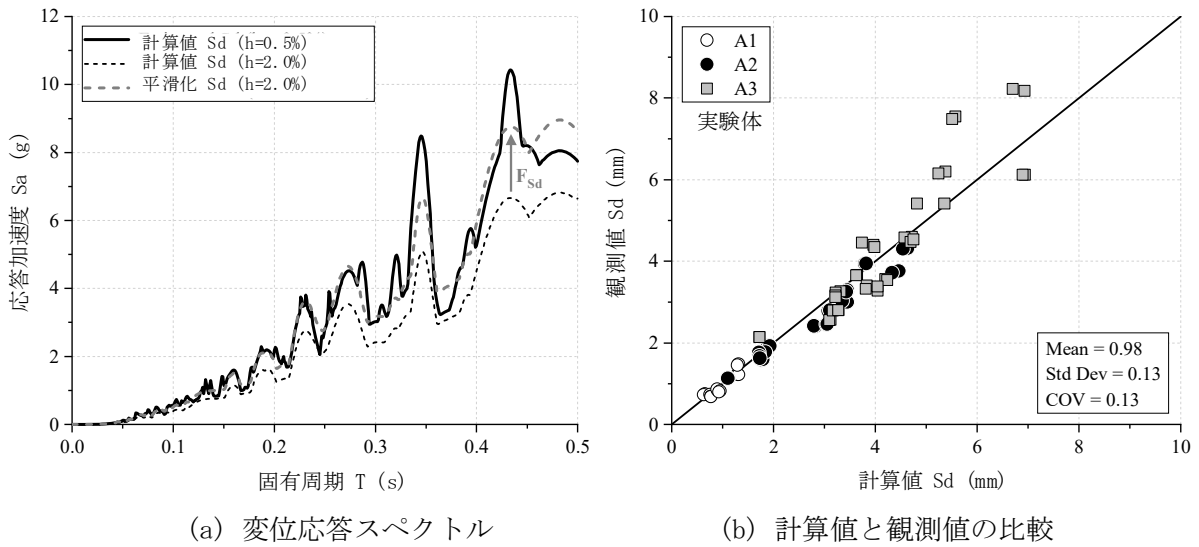 12
10
8
6
4
2
0
計算値 Sd (h=0.5%)
計算値 Sd (h=2.0%)
平滑化 Sd (h=2.0%)
F_Sd
応答加速度 Sa (g)
0.0 0.1 0.2 0.3 0.4 0.5
固有周期 T (s)
(a) 変位応答スペクトル
10
8
6
4
2
0
A1
A2
A3
実験体
観測値 Sd (mm)
Mean = 0.98
Std Dev = 0.13
COV = 0.13
0 2 4 6 8 10
計算値 Sd (mm)
(b) 計算値と観測値の比較